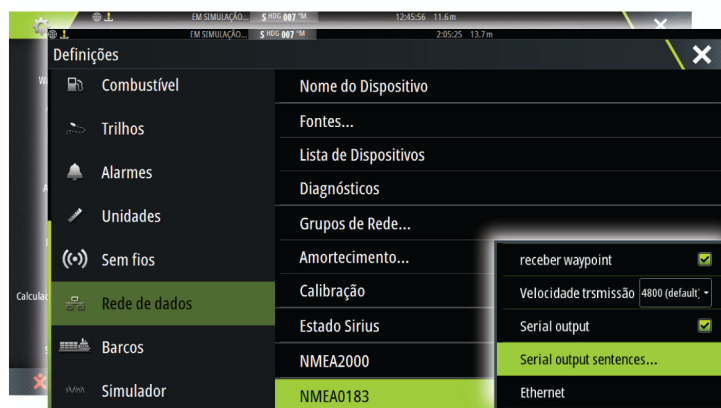 EM SIMULAÇÃO... S HDG 007 °M 12:45:56 11.6 m
EM SIMULAÇÃO... S HDG 007 °M 2:05:25 13.7 m
Definições
Combustível
Trilhos
Alarmes
Unidades
Sem fios
Calculad
Rede de dados
Barcos
Simulador
Nome do Dispositivo
Fontes...
Lista de Dispositivos
Diagnósticos
Grupos de Rede...
Amortecimento...
Calibração
Estado Sirius
NMEA2000
NMEA0183
receber waypoint
Velocidade trsmissão 4800 (default)
Serial output
Serial output sentences...
Ethernet